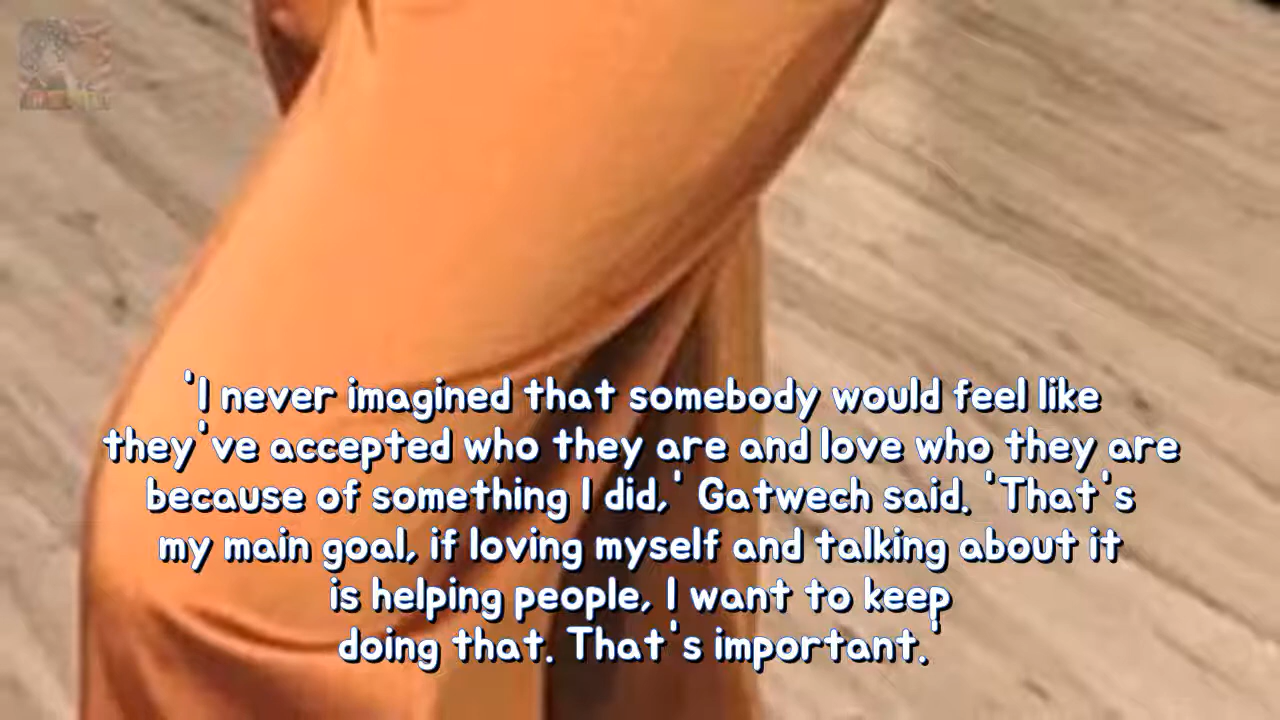 'I never imagined that somebody would feel like
they've accepted who they are and love who they are
because of something I did,' Gatwech said. 'That's
my main goal, if loving myself and talking about it
is helping people, I want to keep
doing that. That's important.'